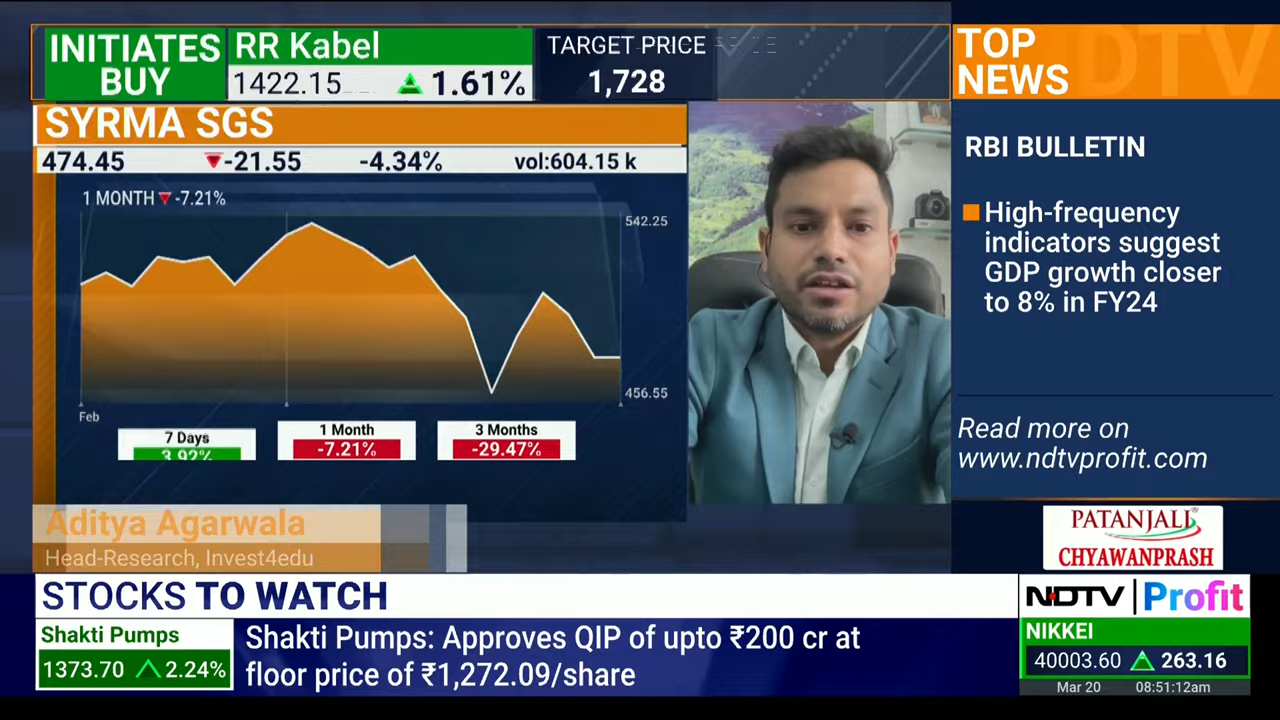 INITIATES
BUY
RR Kabel
1422.15 ▲ 1.61%
TARGET PRICE
1,728
TOP
NEWS
SYRMA SGS
474.45 ▼-21.55 -4.34% vol:604.15 k
1 MONTH ▼ -7.21%
542.25
456.55
Feb
7 Days
3.92%
1 Month
-7.21%
3 Months
-29.47%
RBI BULLETIN
High-frequency
indicators suggest
GDP growth closer
to 8% in FY24
Read more on
www.ndtvprofit.com
Aditya Agarwala
Head-Research, Invest4edu
PATANJALI
CHYAWANPRASH
STOCKS TO WATCH
NDTV | Profit
Shakti Pumps
1373.70 2.24%
Shakti Pumps: Approves QIP of upto ₹200 cr at
floor price of ₹1,272.09/share
NIKKEI
40003.60 ▲ 263.16
Mar 20 08:51:12am